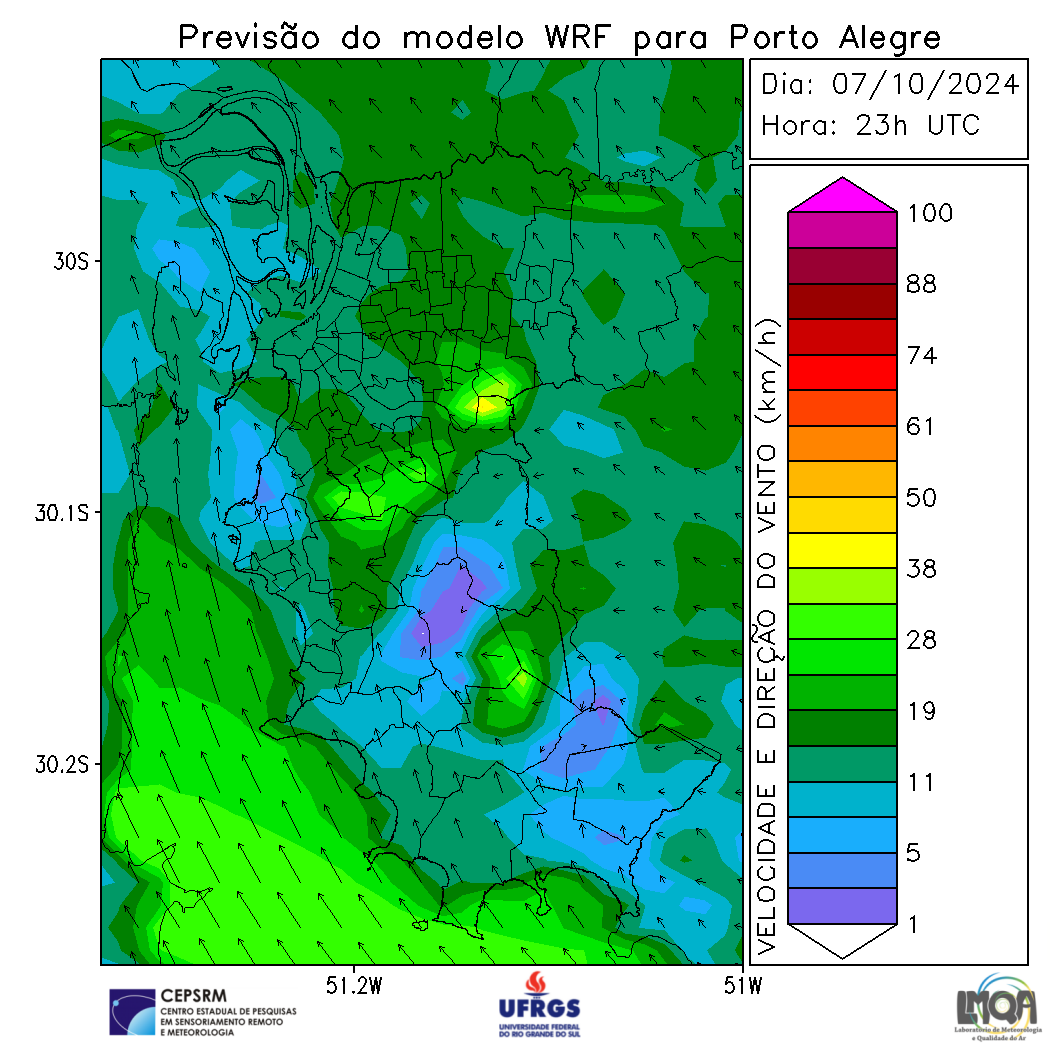 Previsão do modelo WRF para Porto Alegre
Dia: 07/10/2024
Hora: 23h UTC
30S
30.1S
30.2S
51.2W
51W
VELOCIDADE E DIREÇÃO DO VENTO (km/h)
100
88
74
61
50
38
28
19
11
5
1
CEPSRM
CENTRO ESTADUAL DE PESQUISAS
EM SENSORIAMENTO REMOTO
E METEOROLOGIA
UFRGS
UNIVERSIDADE FEDERAL
DO RIO GRANDE DO SUL
LMQA
Laboratório de Meteorologia
e Qualidade do Ar